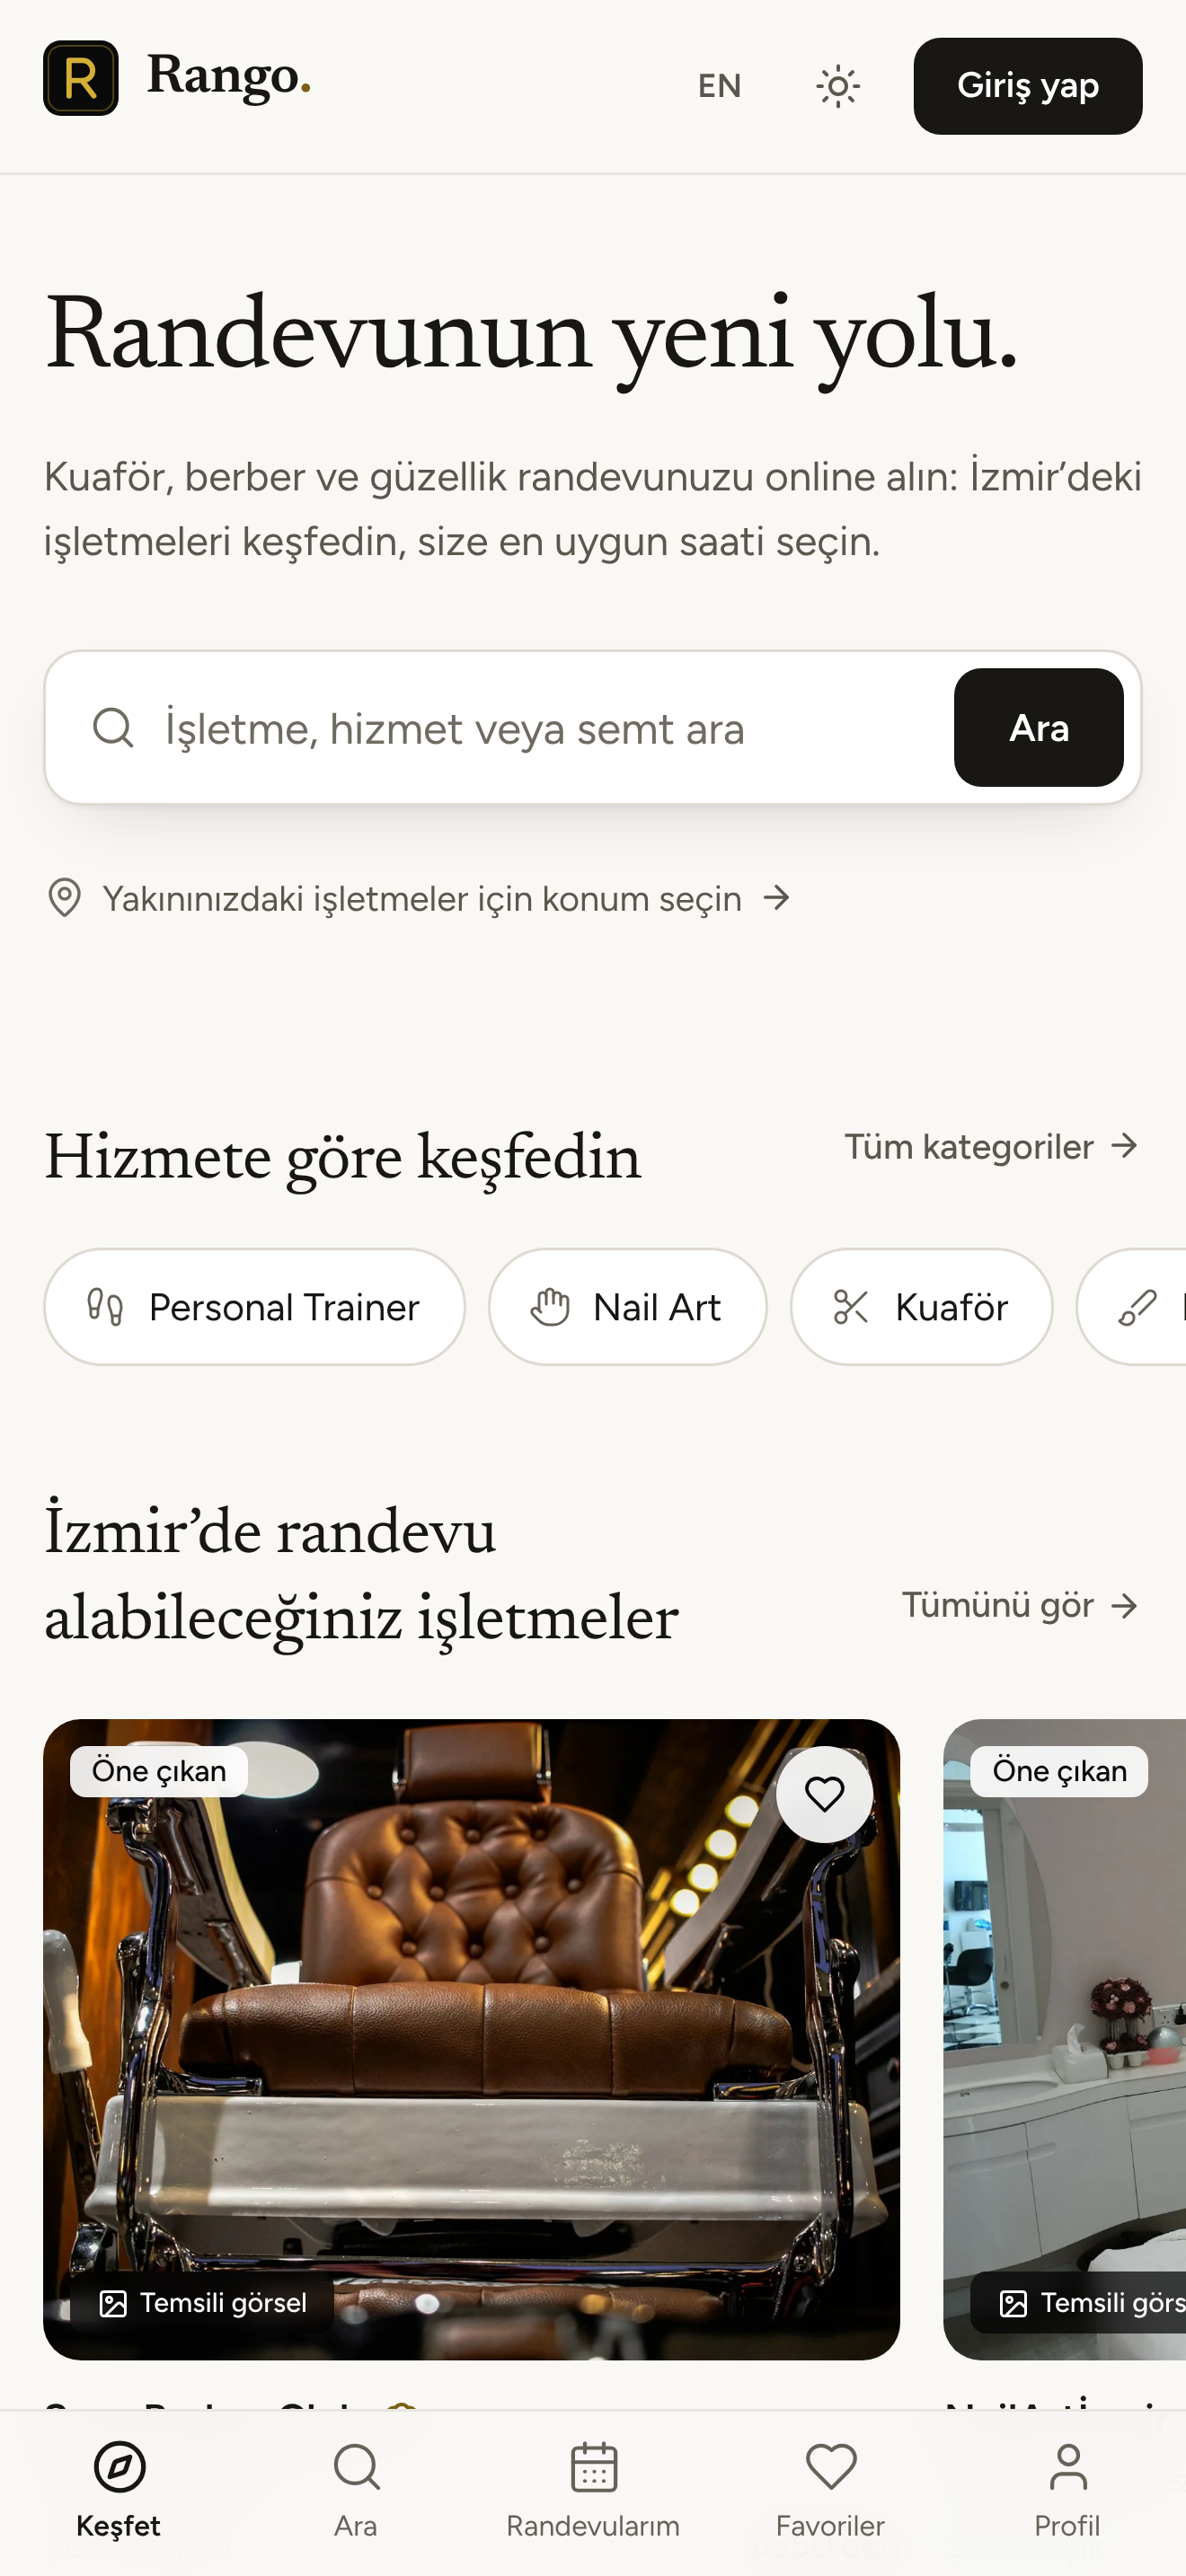 R Rango.
EN
Giriş yap
Randevunun yeni yolu.
Kuaför, berber ve güzellik randevunuzu online alın: İzmir’deki
işletmeleri keşfedin, size en uygun saati seçin.
İşletme, hizmet veya semt ara
Ara
Yakınınızdaki işletmeler için konum seçin
Hizmete göre keşfedin
Tüm kategoriler
Personal Trainer
Nail Art
Kuaför
İzmir’de randevu
alabileceğiniz işletmeler
Tümünü gör
Öne çıkan
Öne çıkan
Temsili görsel
Temsili görs
Keşfet
Ara
Randevularım
Favoriler
Profil